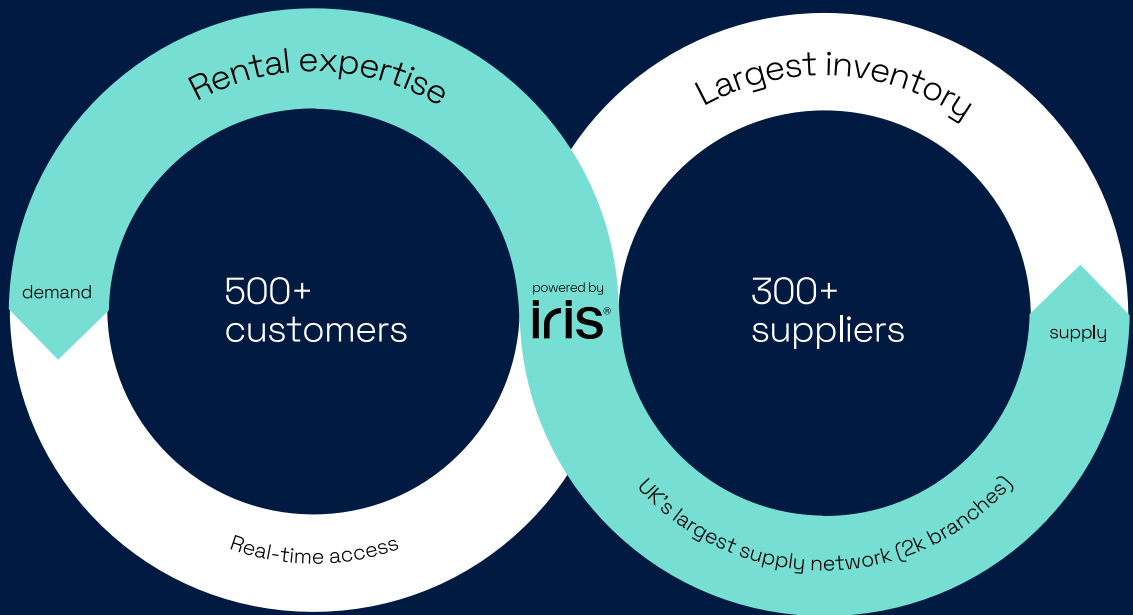 Rental expertise
Largest inventory
demand
500+
customers
powered by
iris®
300+
suppliers
supply
Real-time access
UK's largest supply network (2k branches)